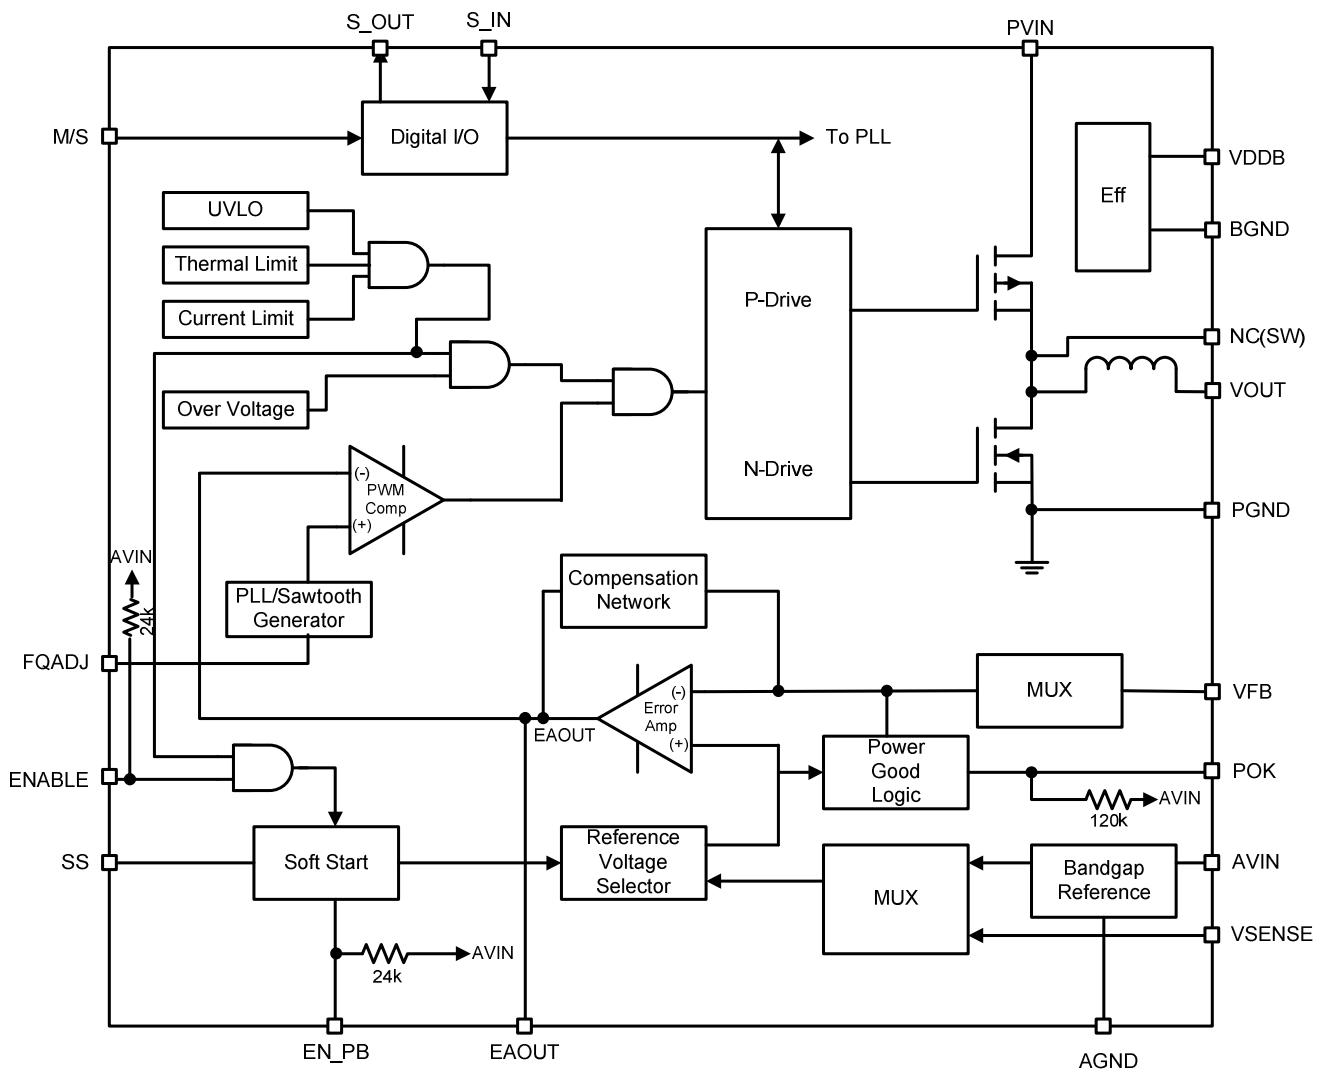 S_OUT
S_IN
PVIN
M/S
Digital I/O
To PLL
Eff
VDDB
BGND
UVLO
Thermal Limit
Current Limit
P-Drive
NC(SW)
VOUT
Over Voltage
N-Drive
(-)
PWM
Comp
(+)
PGND
AVIN
24k
PLL/Sawtooth
Generator
Compensation
Network
FQADJ
MUX
VFB
(-)
Error
Amp
(+)
EAOUT
Power
Good
Logic
POK
AVIN
120k
ENABLE
SS
Soft Start
Reference
Voltage
Selector
MUX
Bandgap
Reference
AVIN
VSENSE
AVIN
24k
EN_PB
EAOUT
AGND